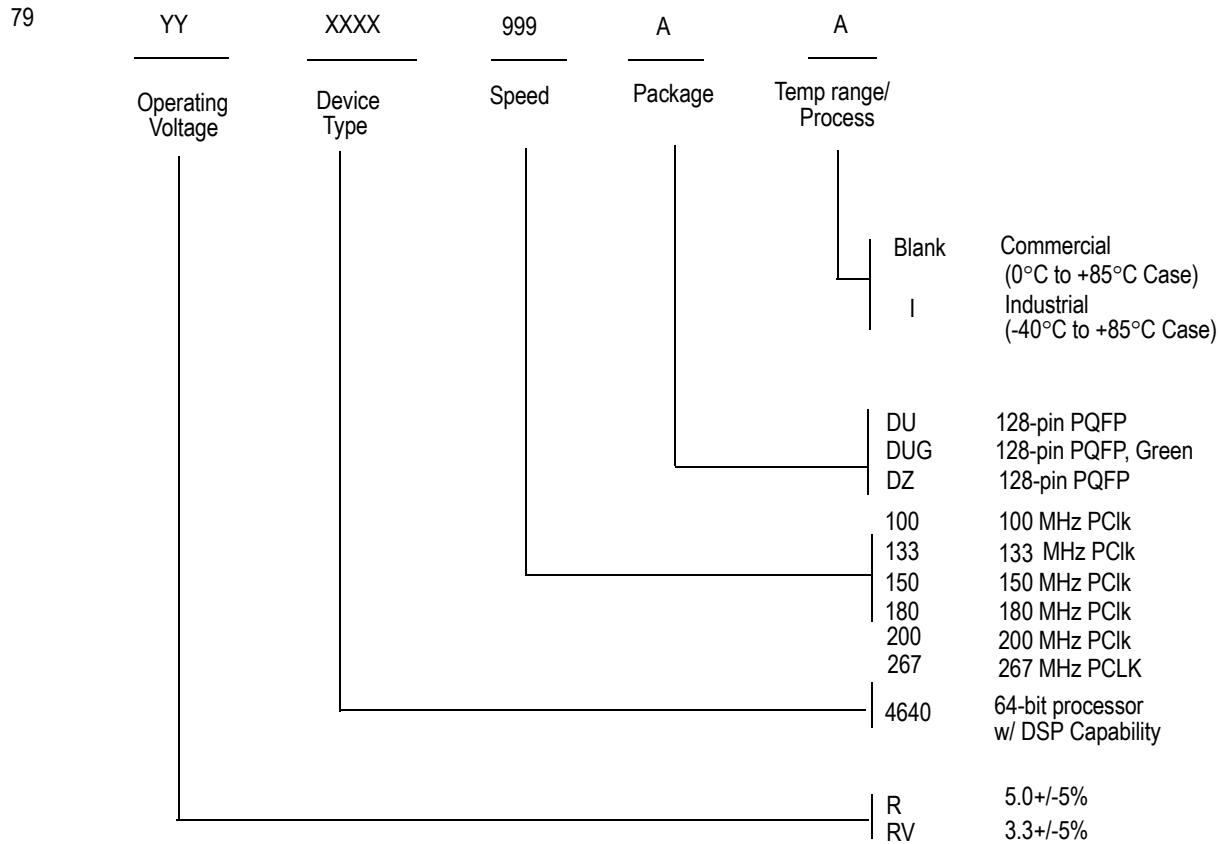 79 YY XXXX 999 A A
Operating Voltage
Device Type
Speed
Package
Temp range/ Process
Blank Commercial
(0°C to +85°C Case)
I Industrial
(-40°C to +85°C Case)
DU 128-pin PQFP
DUG 128-pin PQFP, Green
DZ 128-pin PQFP
100 100 MHz PClk
133 133 MHz PClk
150 150 MHz PClk
180 180 MHz PClk
200 200 MHz PClk
267 267 MHz PCLK
4640 64-bit processor
w/ DSP Capability
R 5.0+/-5%
RV 3.3+/-5%